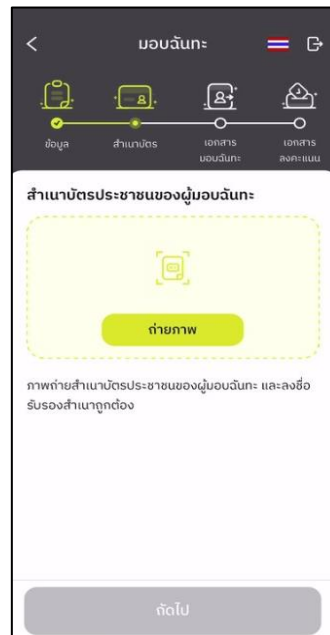 มอบฉันทะ
ข้อมูล
สำเนาบัตร
เอกสาร
มอบฉันทะ
เอกสาร
ลงคะแนน
สำเนาบัตรประชาชนของผู้มอบฉันทะ
ถ่ายภาพ
ภาพถ่ายสำเนาบัตรประชาชนของผู้มอบฉันทะ และลงชื่อ
รับรองสำเนาถูกต้อง
ถัดไป